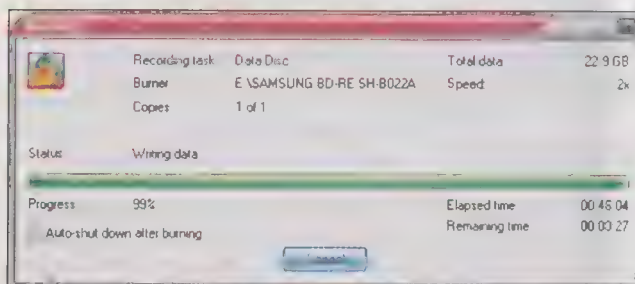 Recording task Data Disc Total data 22.9 GB
Burner E:\SAMSUNG BD-RE SH-B022A Speed: 2x
Copies 1 of 1
Status Writing data
Progress 99%
Elapsed time 00:46:04
Auto-shut down after burning
Remaining time 00:00:27